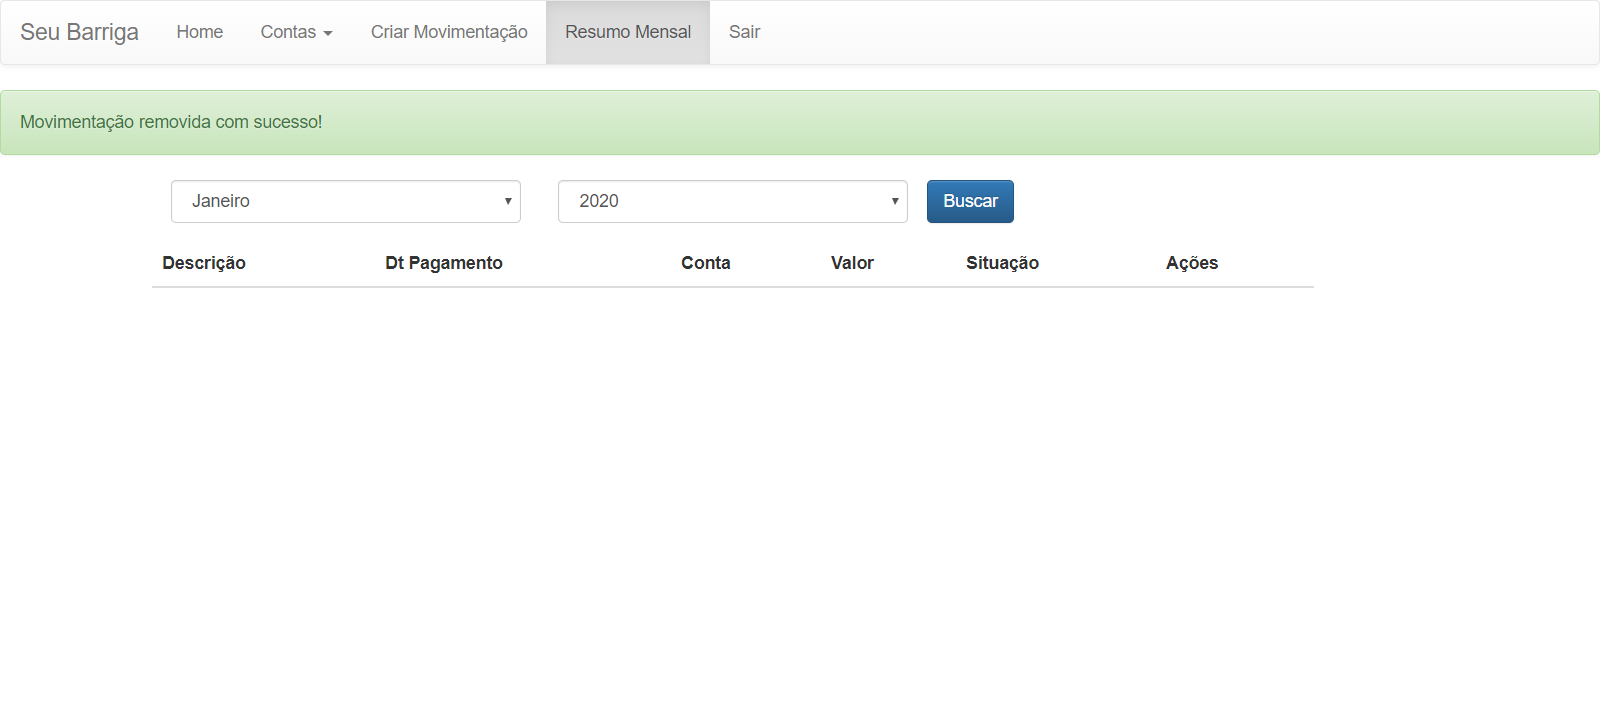 Seu Barriga Home Contas Criar Movimentação Resumo Mensal Sair
Movimentação removida com sucesso!
Janeiro 2020 Buscar
Descrição Dt Pagamento Conta Valor Situação Ações